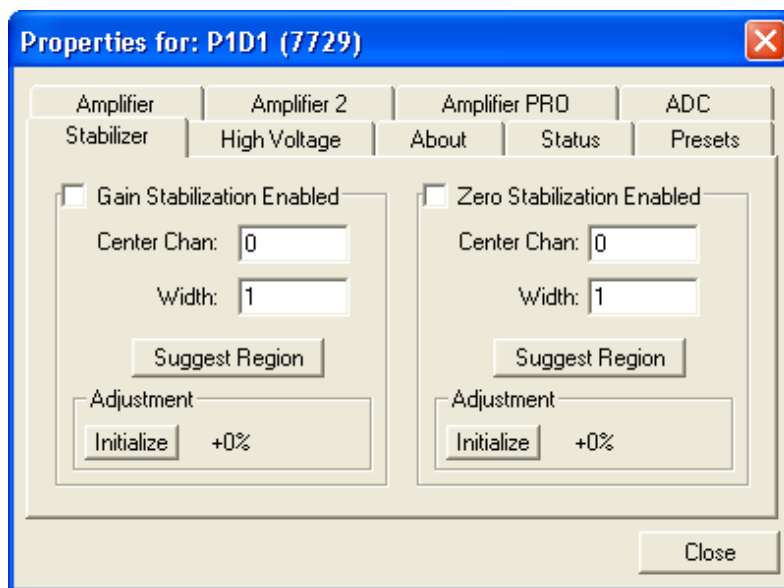 Properties for: P1D1 (7729)
Amplifier Amplifier 2 Amplifier PRO ADC
Stabilizer High Voltage About Status Presets
Gain Stabilization Enabled
Center Chan: 0
Width: 1
Suggest Region
Adjustment
Initialize +0%
Zero Stabilization Enabled
Center Chan: 0
Width: 1
Suggest Region
Adjustment
Initialize +0%
Close